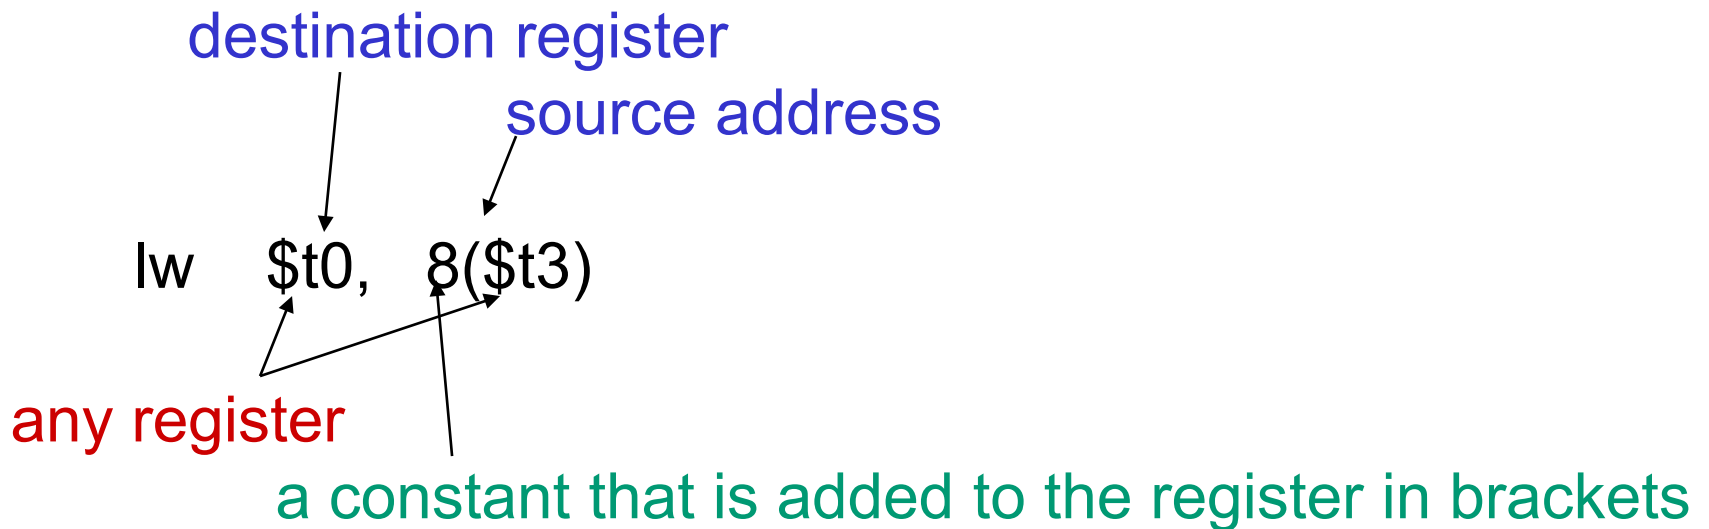 destination register
source address
lw $t0, 8($t3)
any register
a constant that is added to the register in brackets